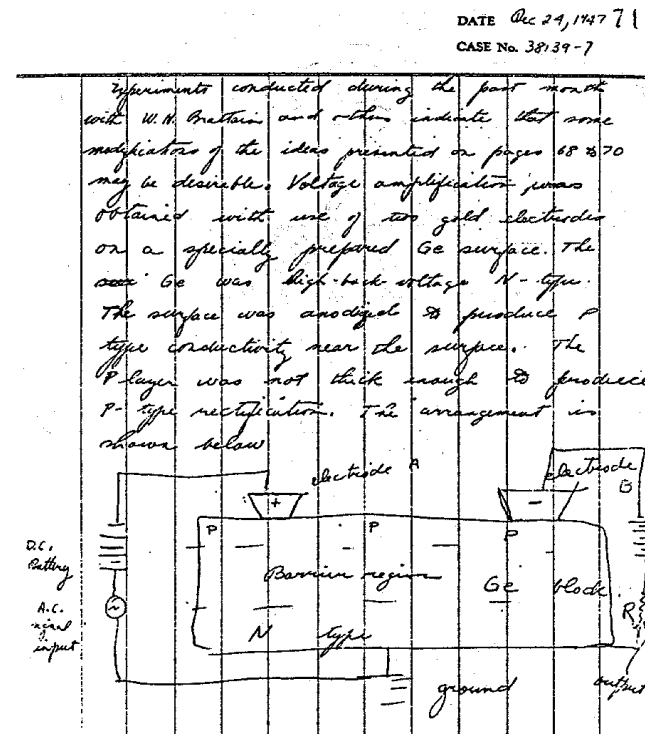 DATE Dec 24, 1947 71
CASE No. 38139-7
Experiments conducted during the past month
with W.H. Brattain and others indicate that some
modifications of the ideas presented on pages 68 to 70
may be desirable. Voltage amplification was
obtained with use of two gold electrodes
on a specially prepared Ge surface. The
Ge was high-back-voltage N-type.
The surface was anodized to produce P
type conductivity near the surface. The
P layer was not thick enough to produce
P-type rectification. The arrangement is
shown below
electrode A
electrode B
+
-
P P P
D.C. Battery
Barrier region
Ge block
A.C. signal input
R
N type
output
ground